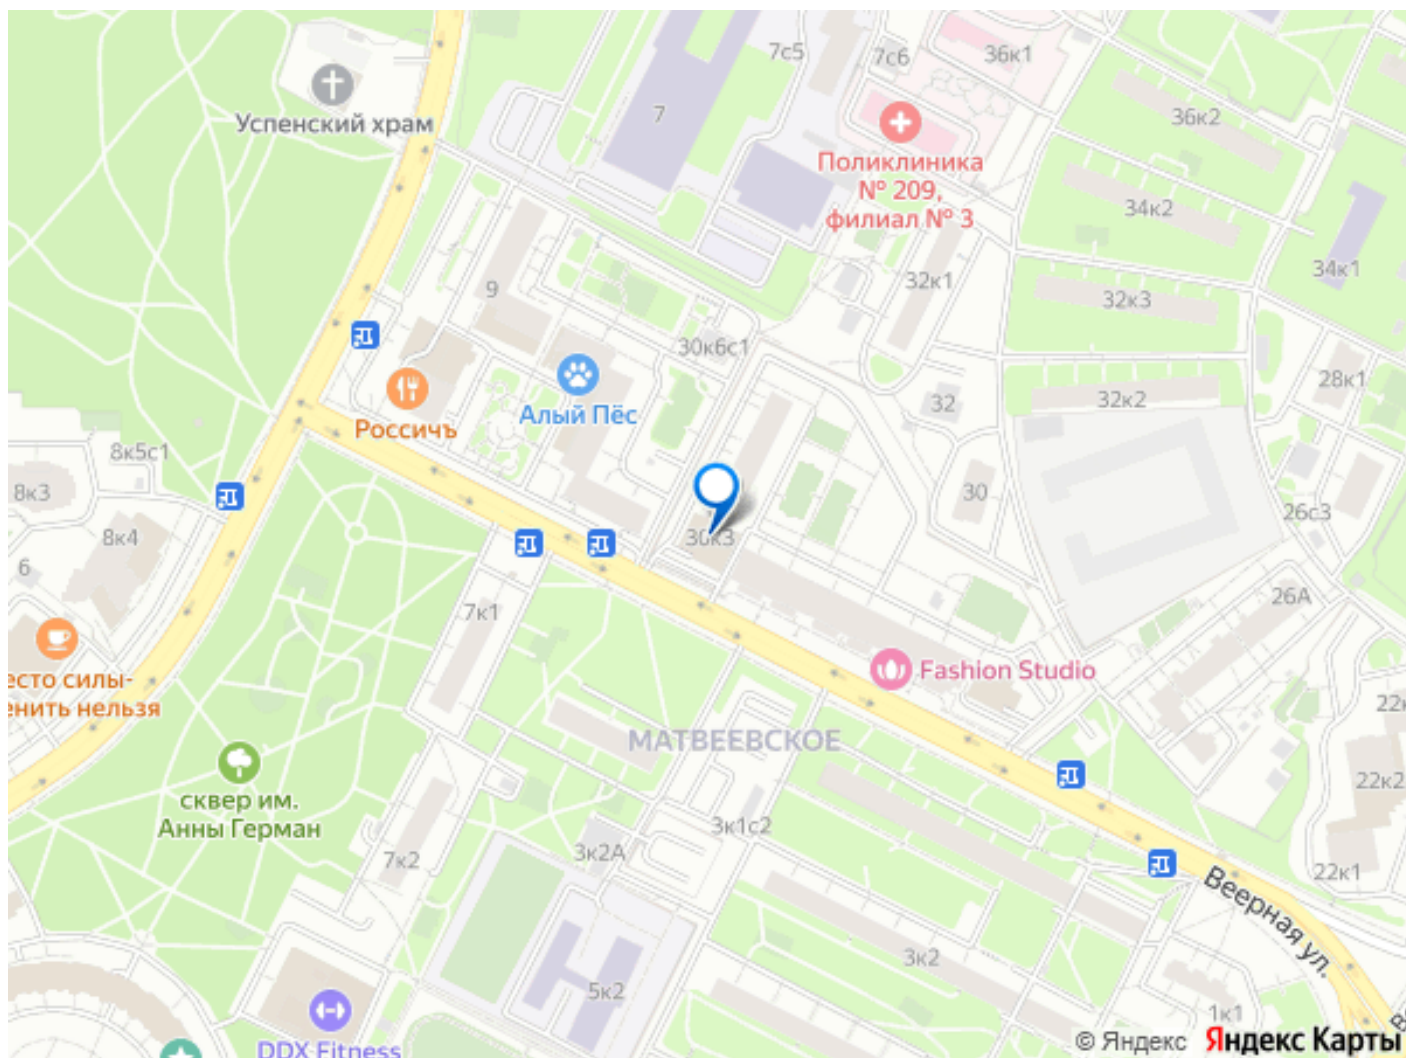 7с5
7с6
36к1
Успенский храм
7
36к2
Поликлиника
№ 209,
филиал № 3
34к2
34к1
9
32к1
32к3
30к6с1
28к1
Алый Пёс
32
32к2
Россичъ
8к5с1
8к3
30
26с3
8к4
30к3
6
26А
7к1
есто силы-
енить нельзя
Fashion Studio
МАТВЕЕВСКОЕ
22к2
сквер им.
Анны Герман
3к1с2
7к2
3к2А
22к1
Веерная ул.
3к2
5к2
1к1
DDX Fitness
© Яндекс Яндекс Карты